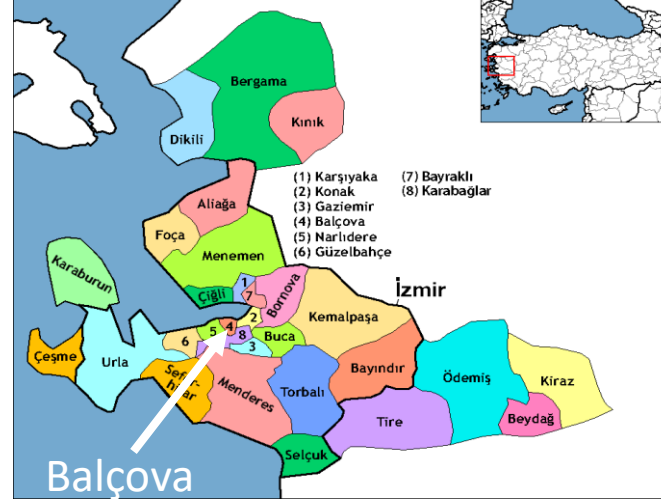 Bergama
Dikili
Kınık
(1) Karşıyaka
(2) Konak
(3) Gaziemir
(4) Balçova
(5) Narlıdere
(6) Güzelbahçe
(7) Bayraklı
(8) Karabağlar
Aliağa
Foça
Menemen
Karaburun
Çiğli
1
7
Bornova
İzmir
Kemalpaşa
2
4
5
8
6
3
Buca
Çeşme
Urla
Sefer-
hisar
Menderes
Torbalı
Bayındır
Ödemiş
Kiraz
Beydağ
Tire
Selçuk
Balçova